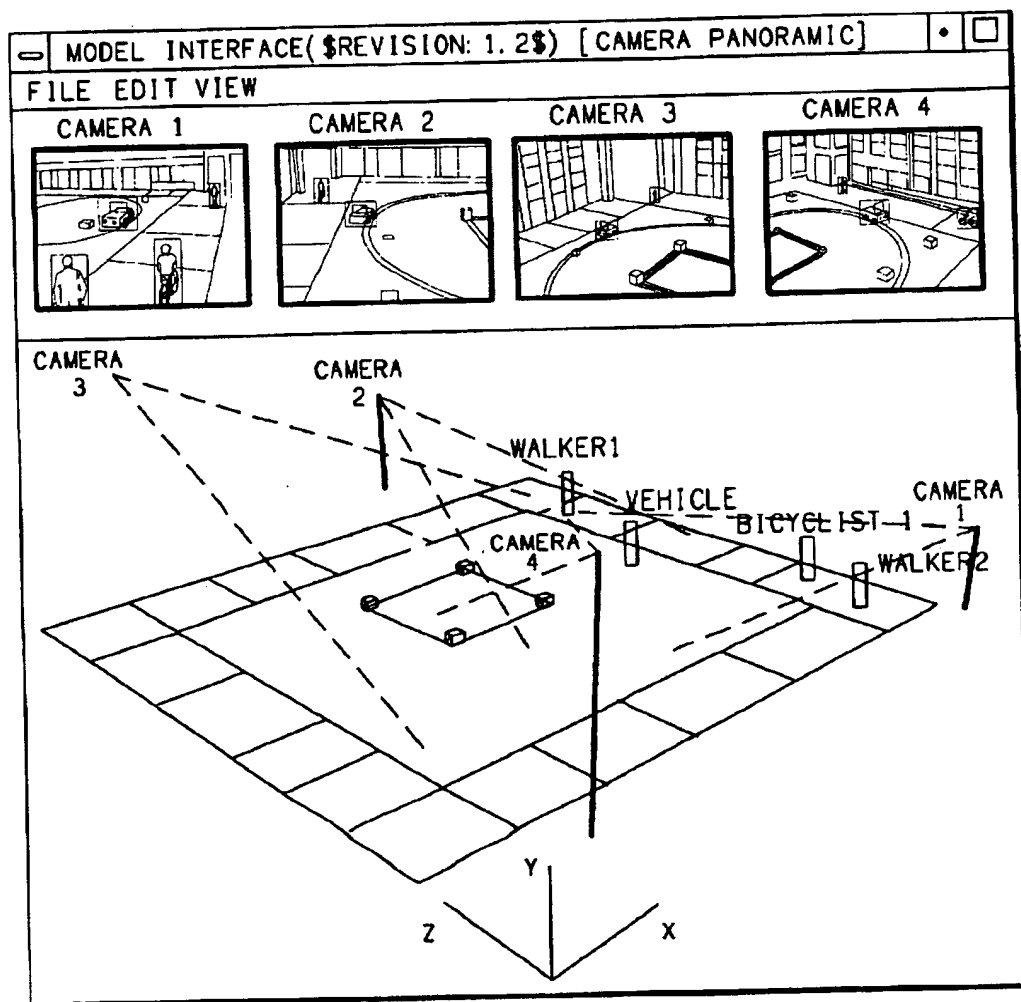 MODEL INTERFACE($REVISION: 1.2$) [CAMERA PANORAMIC]
FILE EDIT VIEW
CAMERA 1
CAMERA 2
CAMERA 3
CAMERA 4
CAMERA
3
CAMERA
2
WALKER1
VEHICLE
CAMERA
1
BICYCLIST 1
CAMERA
4
WALKER2
Y
Z
X